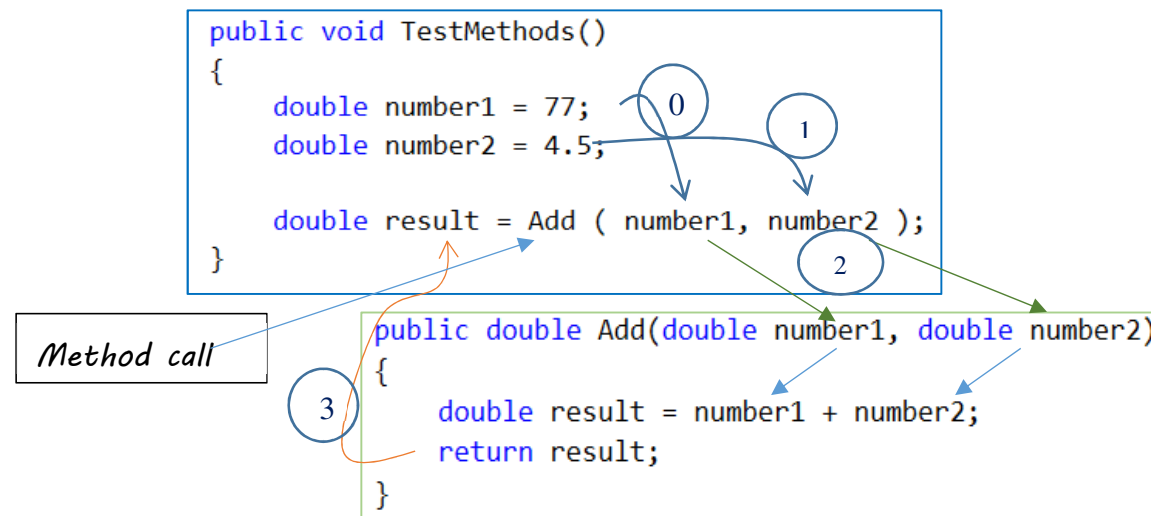 public void TestMethods()
{
double number1 = 77;
0
double number2 = 4.5;
1
double result = Add ( number1, number2 );
}
2
Method call
public double Add(double number1, double number2)
{
3
double result = number1 + number2;
return result;
}